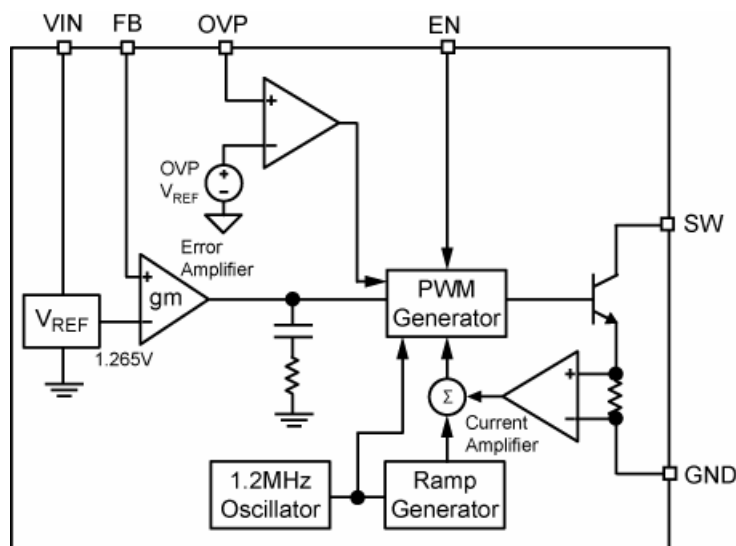 VIN FB OVP EN
+
−
OVP
VREF
+
−
SW
Error
Amplifier
+
gm
−
VREF
1.265V
PWM
Generator
+
−
Σ
Current
Amplifier
1.2MHz
Oscillator
Ramp
Generator
GND